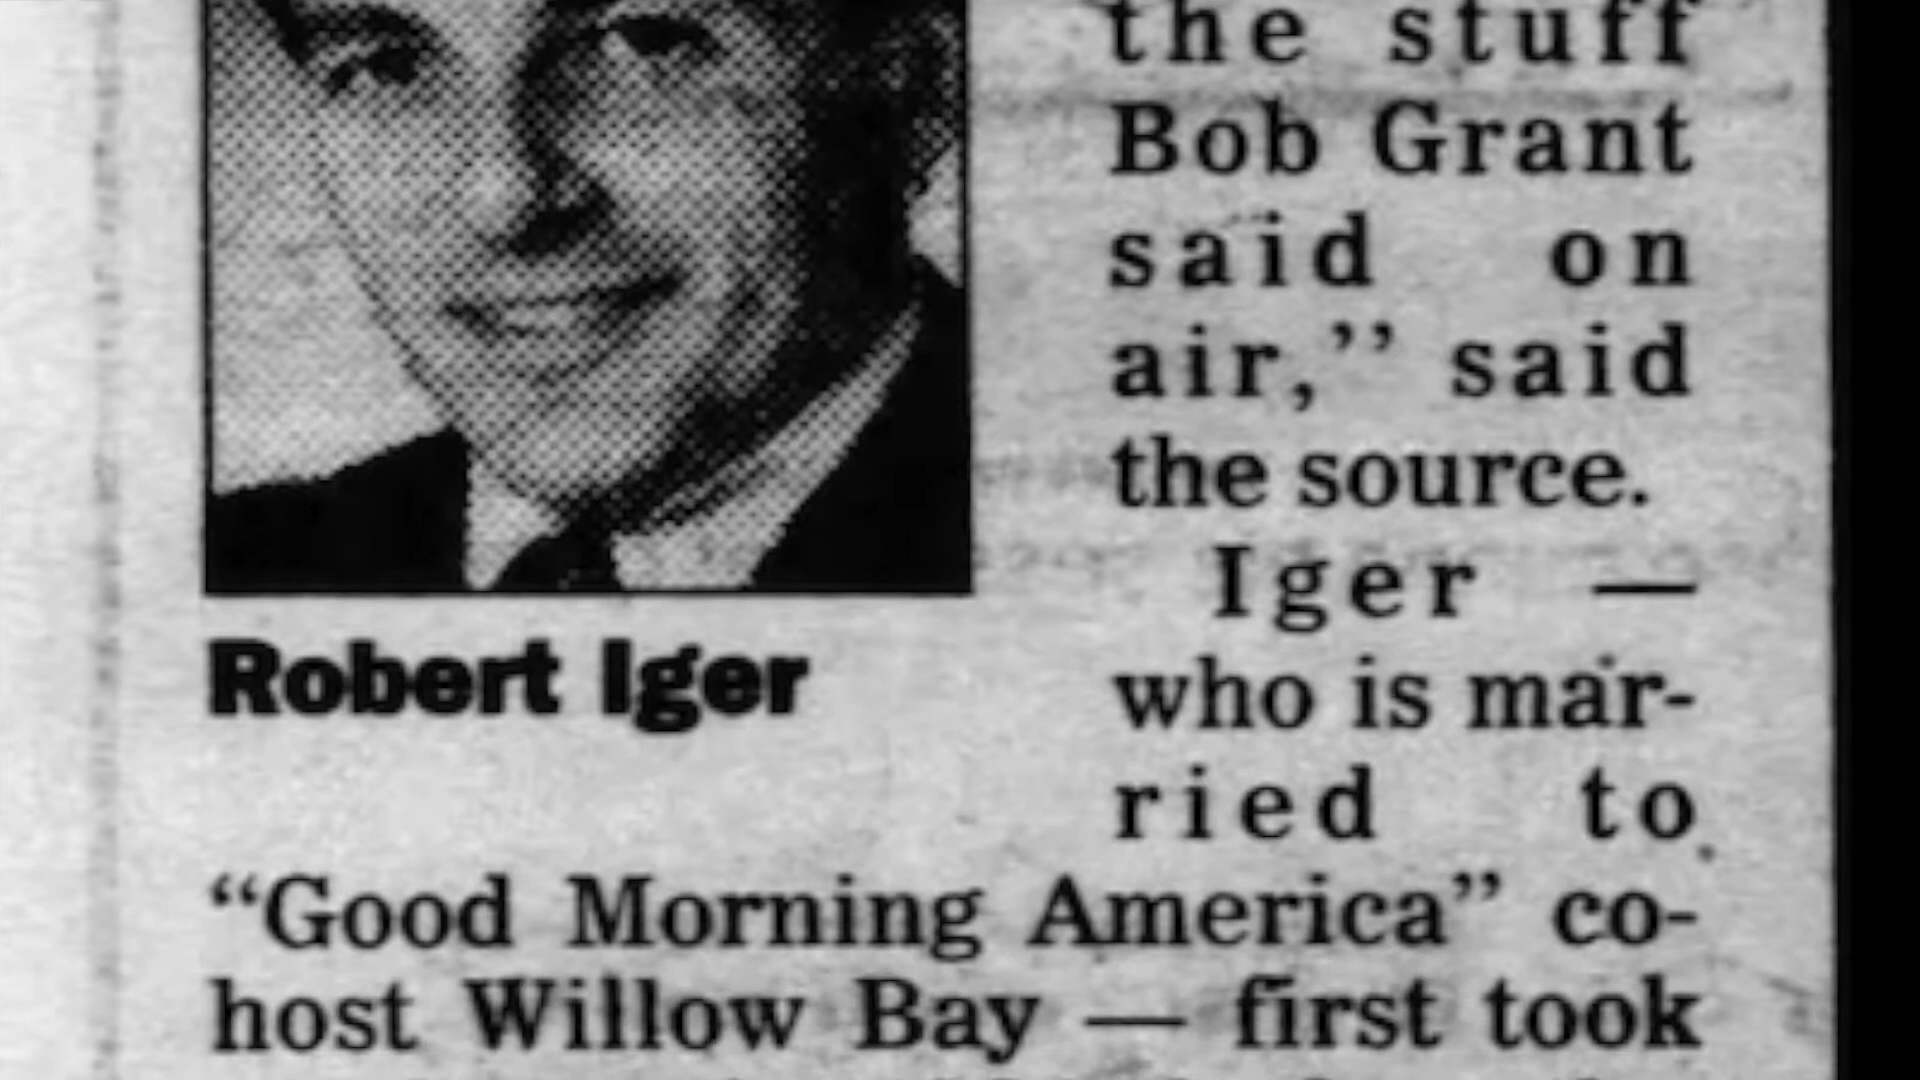 the stuff
Bob Grant
said on
air,” said
the source.
Iger —
who is mar-
ried to
Robert Iger
“Good Morning America” co-
host Willow Bay — first took